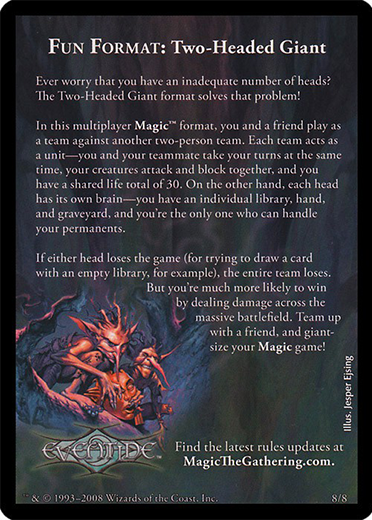 Fun Format: Two-Headed Giant
Ever worry that you have an inadequate number of heads?
The Two-Headed Giant format solves that problem!
In this multiplayer Magic™ format, you and a friend play as
a team against another two-person team. Each team acts
as a unit—you and your teammate take your turns at the same
time, your creatures attack and block together, and you
have a shared life total of 30. On the other hand, each head
has its own brain—you have an individual library, hand,
and graveyard, and you're the only one who can handle
your permanents.
If either head loses the game (for trying to draw a card
with an empty library, for example), the entire team loses.
But you're much more likely to win
by dealing damage across the
massive battlefield. Team up
with a friend, and giant-
size your Magic game!
Illus. Jesper Ejsing
EVENTIDE™
Find the latest rules updates at
MagicTheGathering.com.
™ & © 1993–2008 Wizards of the Coast, Inc.
8/8